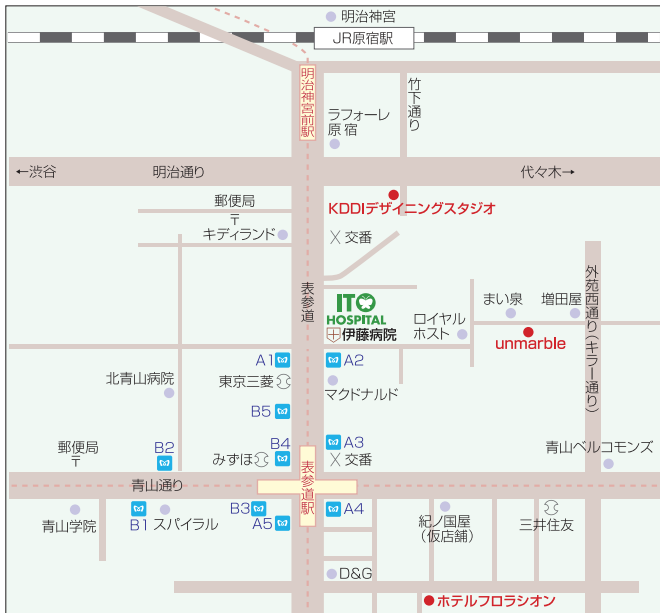 明治神宮
JR原宿駅
明治神宮前駅
竹下通り
ラフォーレ
原宿
←渋谷
明治通り
代々木→
KDDIデザイニングスタジオ
郵便局
〒
キディランド
交番
表参道
外苑西通り(キラー通り)
ITO
HOSPITAL
伊藤病院
ロイヤル
ホスト
まい泉
増田屋
unmarble
A1
A2
北青山病院
東京三菱
マクドナルド
B5
郵便局
〒
B2
B4
みずほ
A3
交番
青山ベルコモンズ
青山通り
表参道駅
青山学院
B1
スパイラル
B3
A5
A4
紀ノ国屋
(仮店舗)
三井住友
D&G
ホテルフロラシオン